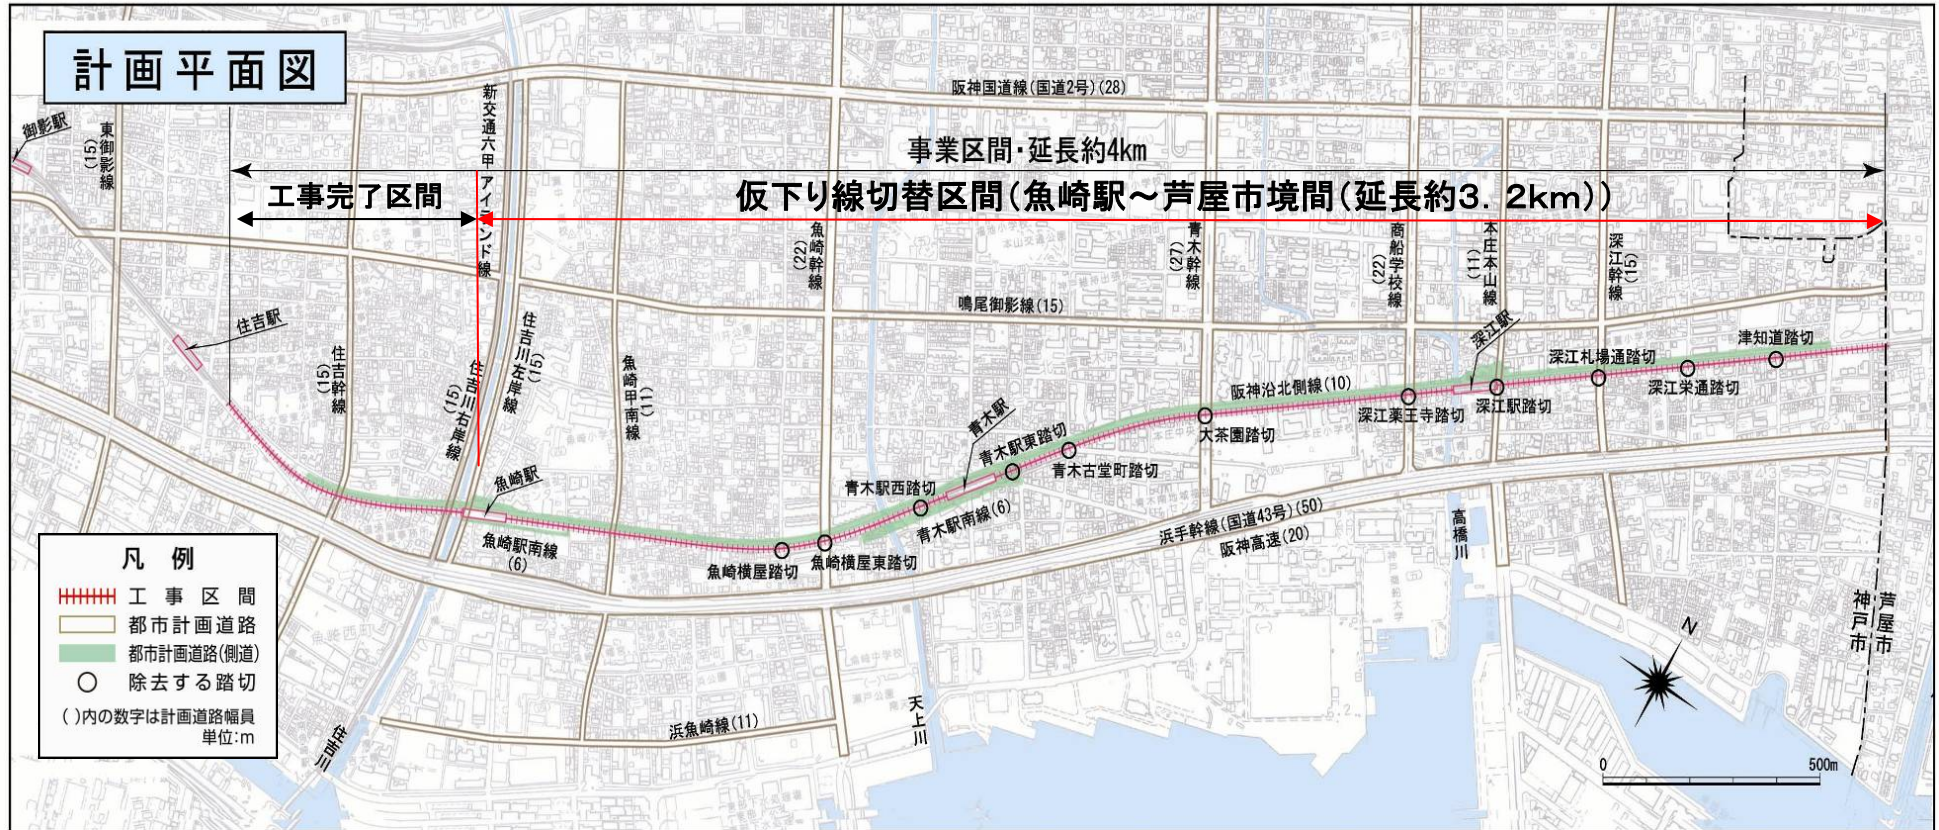 計画平面図
阪神国道線(国道2号)(28)
事業区間・延長約4km
工事完了区間
仮下り線切替区間(魚崎駅～芦屋市境間(延長約3.2km))
御影駅
東御影線
(15)
新交通六甲アイランド線
魚崎幹線
(22)
青木幹線
(27)
商船学校線
(22)
本庄本山線
(11)
深江幹線
(15)
鳴尾御影線(15)
住吉駅
住吉幹線
(15)
住吉川右岸線
(15)
住吉川左岸線
(15)
魚崎甲南線
(11)
深江駅
津知道踏切
深江札場通踏切
深江栄通踏切
阪神沿北側線(10)
深江薬王寺踏切
深江駅踏切
大茶園踏切
青木駅
青木駅東踏切
青木古堂町踏切
魚崎駅
青木駅西踏切
青木駅南線(6)
浜手幹線(国道43号)(50)
阪神高速(20)
高橋川
魚崎駅南線
(6)
魚崎横屋踏切
魚崎横屋東踏切
凡例
工事区間
都市計画道路
都市計画道路(側道)
除去する踏切
( )内の数字は計画道路幅員
単位:m
住吉川
浜魚崎線(11)
天上川
芦屋市
神戸市
N
0 500m